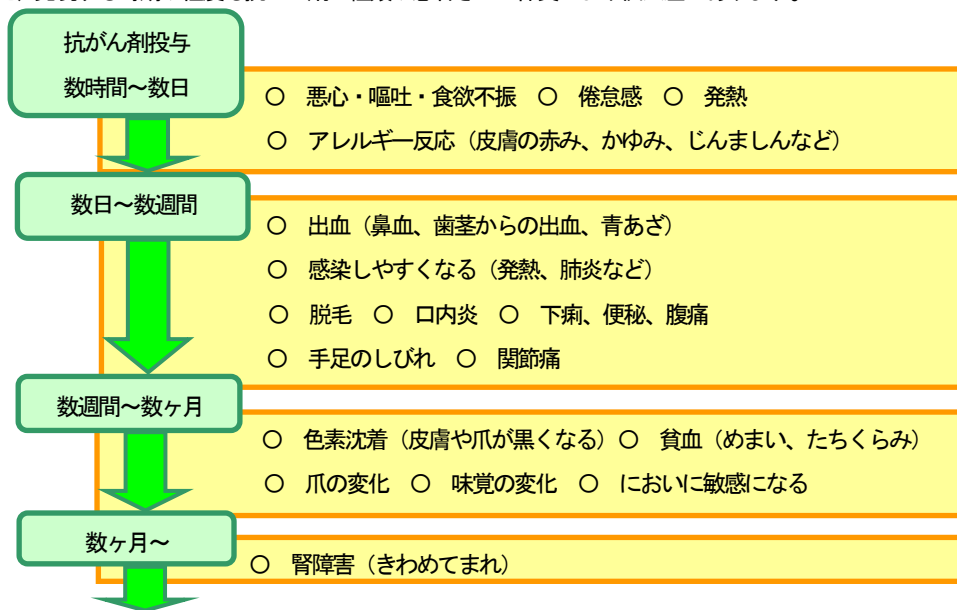 抗がん剤投与
数時間～数日
○ 悪心・嘔吐・食欲不振 ○ 倦怠感 ○ 発熱
○ アレルギー反応（皮膚の赤み、かゆみ、じんましんなど）
数日～数週間
○ 出血（鼻血、歯茎からの出血、青あざ）
○ 感染しやすくなる（発熱、肺炎など）
○ 脱毛 ○ 口内炎 ○ 下痢、便秘、腹痛
○ 手足のしびれ ○ 関節痛
数週間～数ヶ月
○ 色素沈着（皮膚や爪が黒くなる）○ 貧血（めまい、たちくらみ）
○ 爪の変化 ○ 味覚の変化 ○ においに敏感になる
数ヶ月～
○ 腎障害（きわめてまれ）